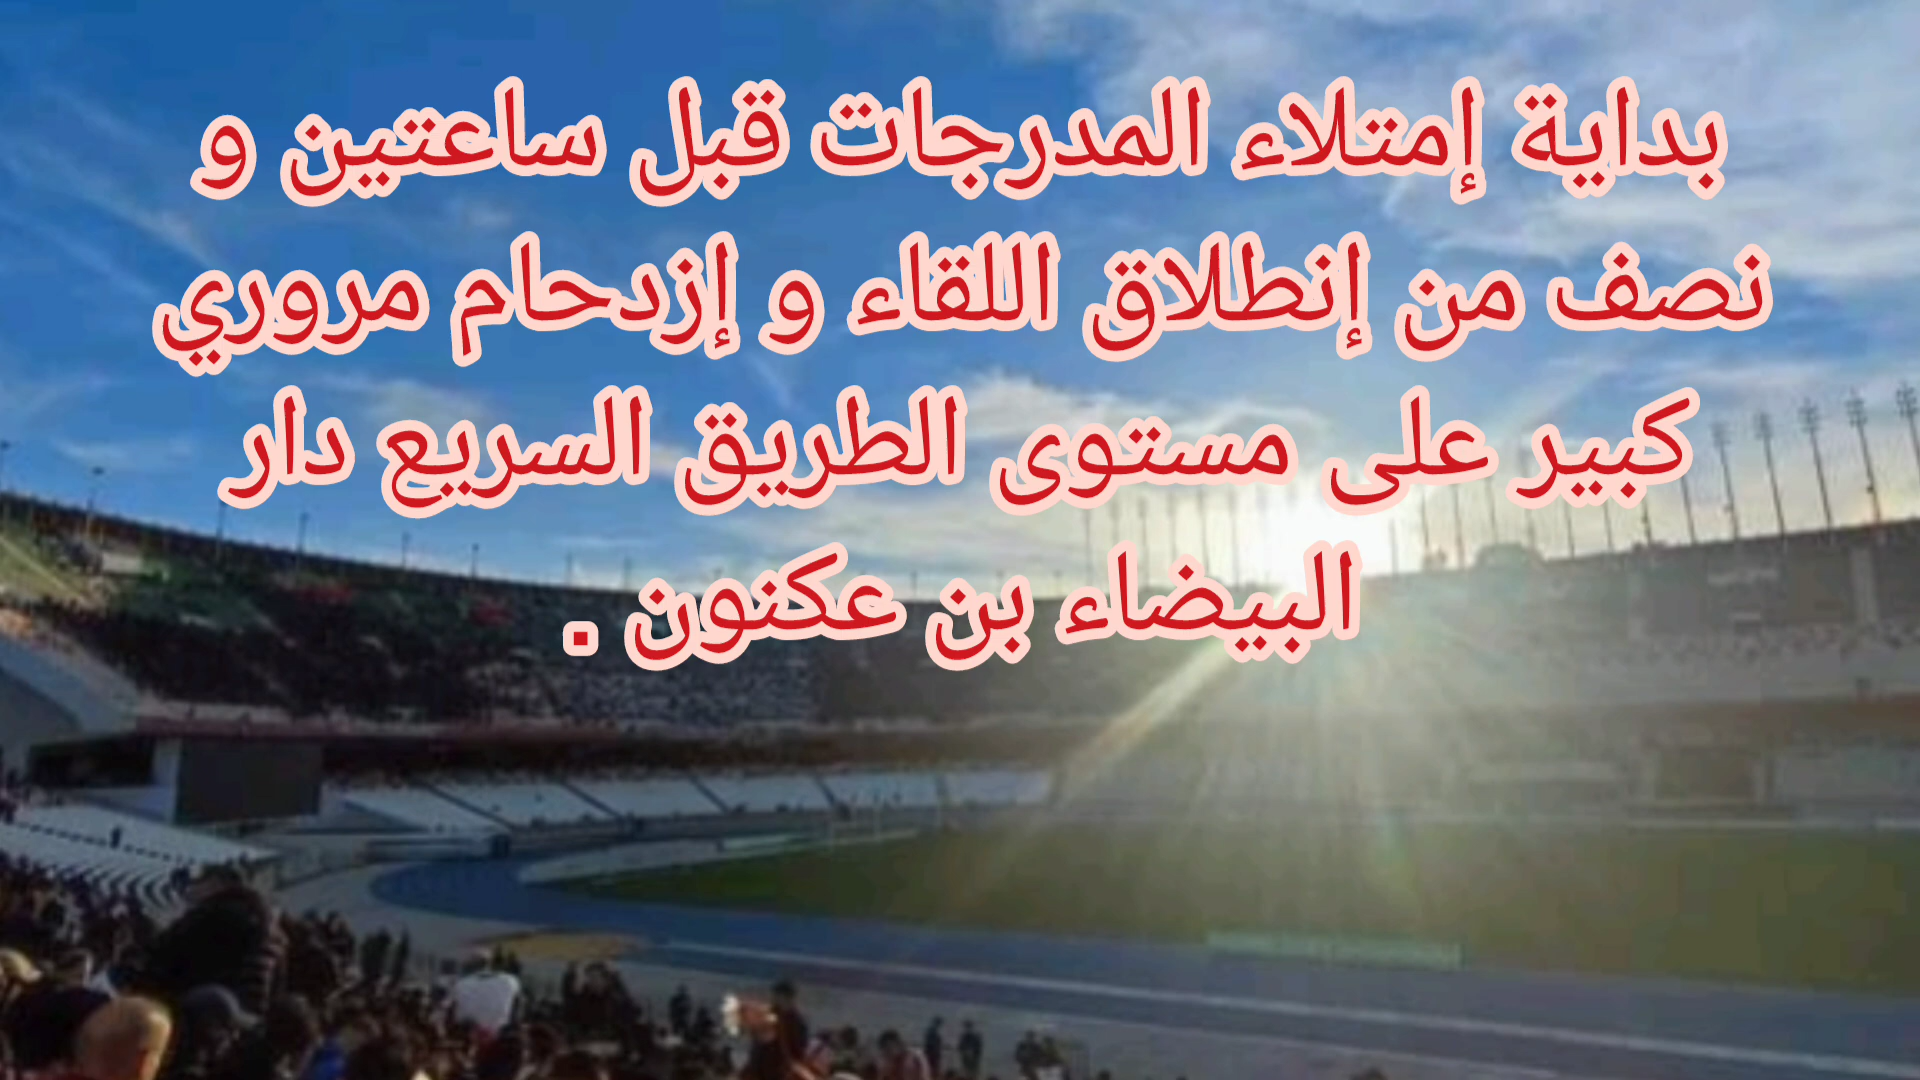 بداية إمتلاء المدرجات قبل ساعتين و
نصف من إنطلاق اللقاء و إزدحام مروري
كبير على مستوى الطريق السريع دار
البيضاء بن عكنون .